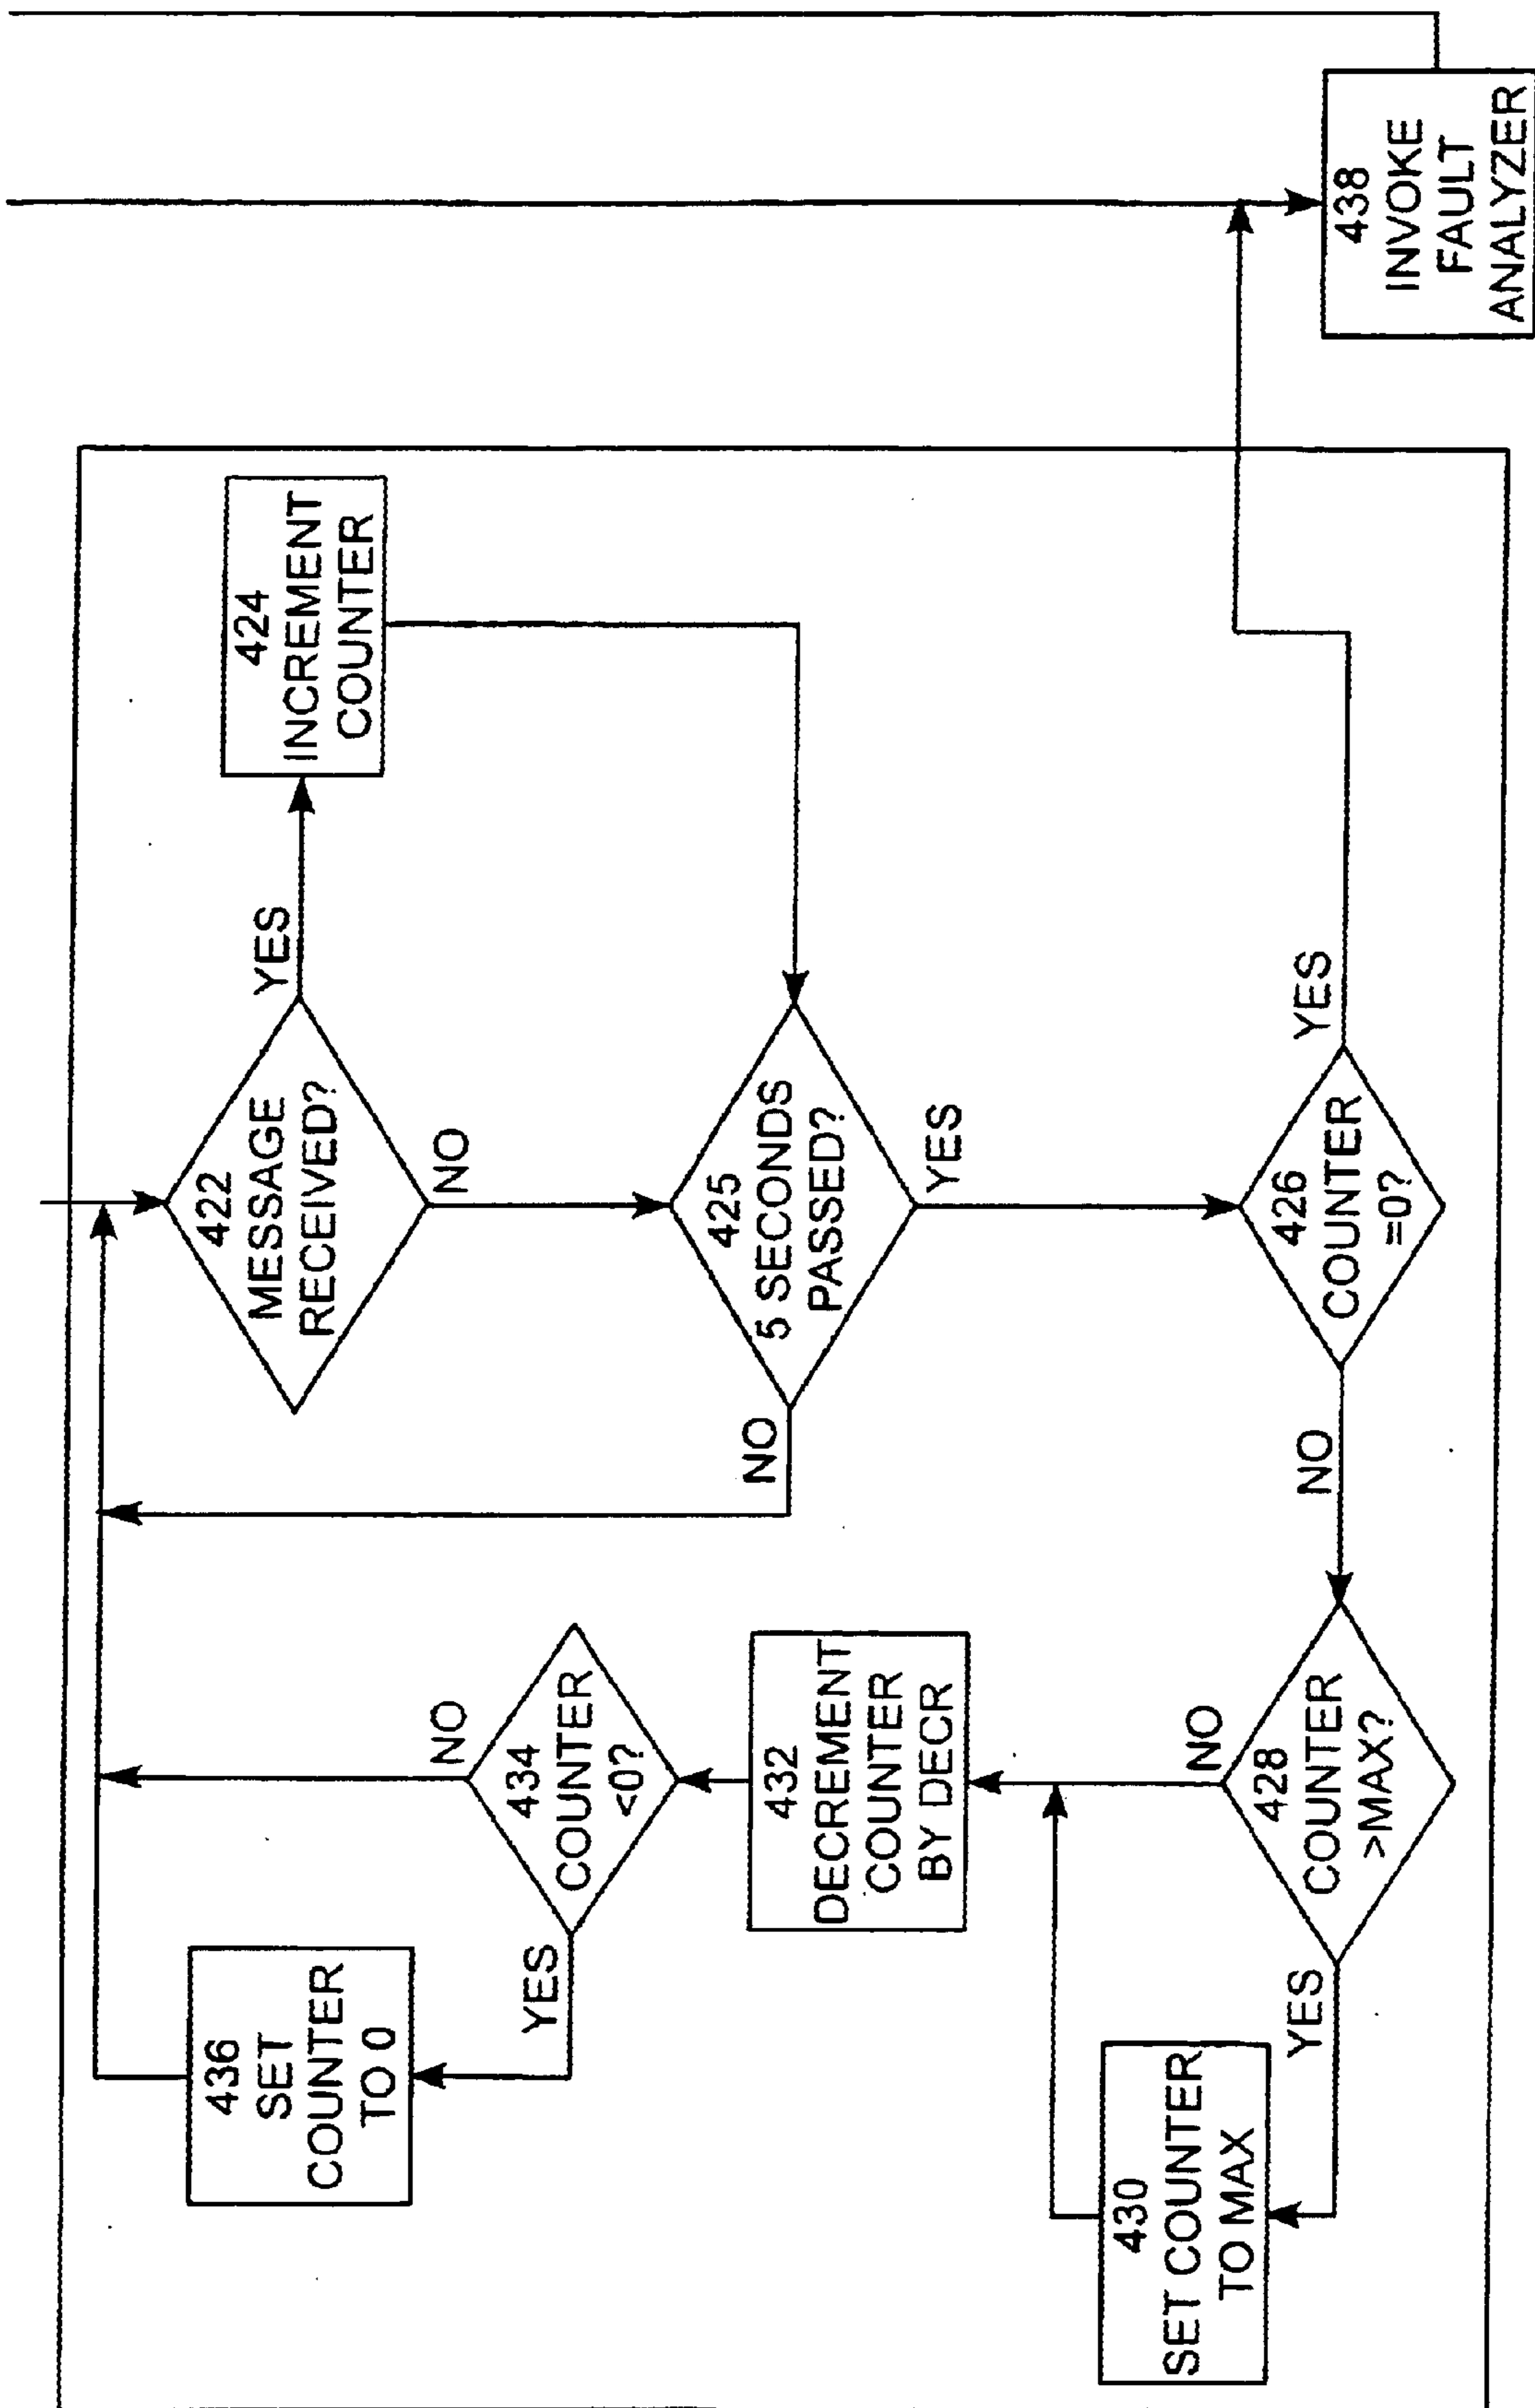 422
MESSAGE
RECEIVED?
YES
NO
424
INCREMENT
COUNTER
425
5 SECONDS
PASSED?
NO
YES
426
COUNTER
=0?
YES
NO
428
COUNTER
>MAX?
NO
YES
430
SET COUNTER
TO MAX
432
DECREMENT
COUNTER
BY DECR
434
COUNTER
<0?
NO
YES
436
SET
COUNTER
TO 0
438
INVOKE
FAULT
ANALYZER